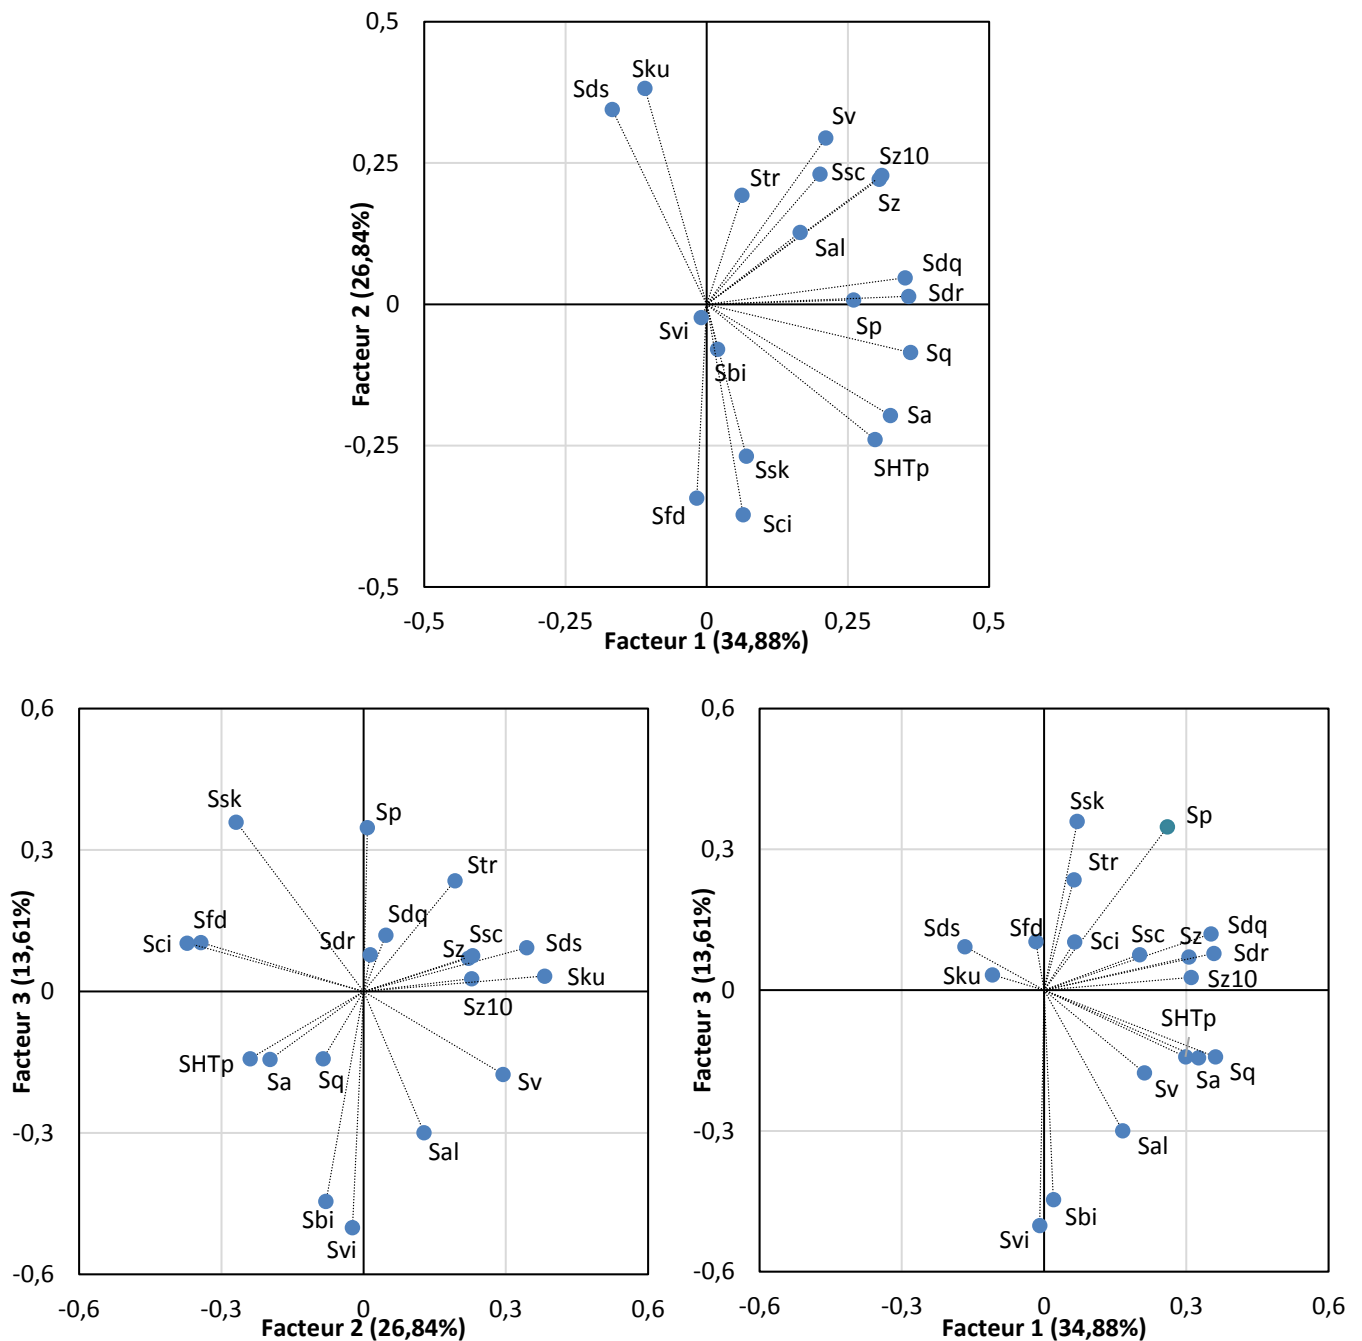 0,5
Sku
Sds
Sv
0,25
Sz10
Ssc
Str
Sz
Sal
Sdq
Sdr
0
Sp
Svi
Sq
Sbi
Sa
-0,25
Ssk
SHTp
Sfd
Sci
-0,5
-0,5 -0,25 0 0,25 0,5
Facteur 2 (26,84%)
Facteur 1 (34,88%)
0,6
Ssk
Sp
0,3
Str
Sfd
Sdq
Sci
Sdr
Sz
Ssc
Sds
0
Sku
Sz10
SHTp
Sa
Sq
Sv
-0,3
Sal
Sbi
Svi
-0,6
-0,6 -0,3 0 0,3 0,6
Facteur 3 (13,61%)
Facteur 2 (26,84%)
0,6
Ssk
Sp
0,3
Str
Sds
Sfd
Sci
Ssc
Sz
Sdq
Sdr
Sku
Sz10
0
SHTp
Sv
Sa
Sq
-0,3
Sal
Sbi
Svi
-0,6
-0,6 -0,3 0 0,3 0,6
Facteur 3 (13,61%)
Facteur 1 (34,88%)